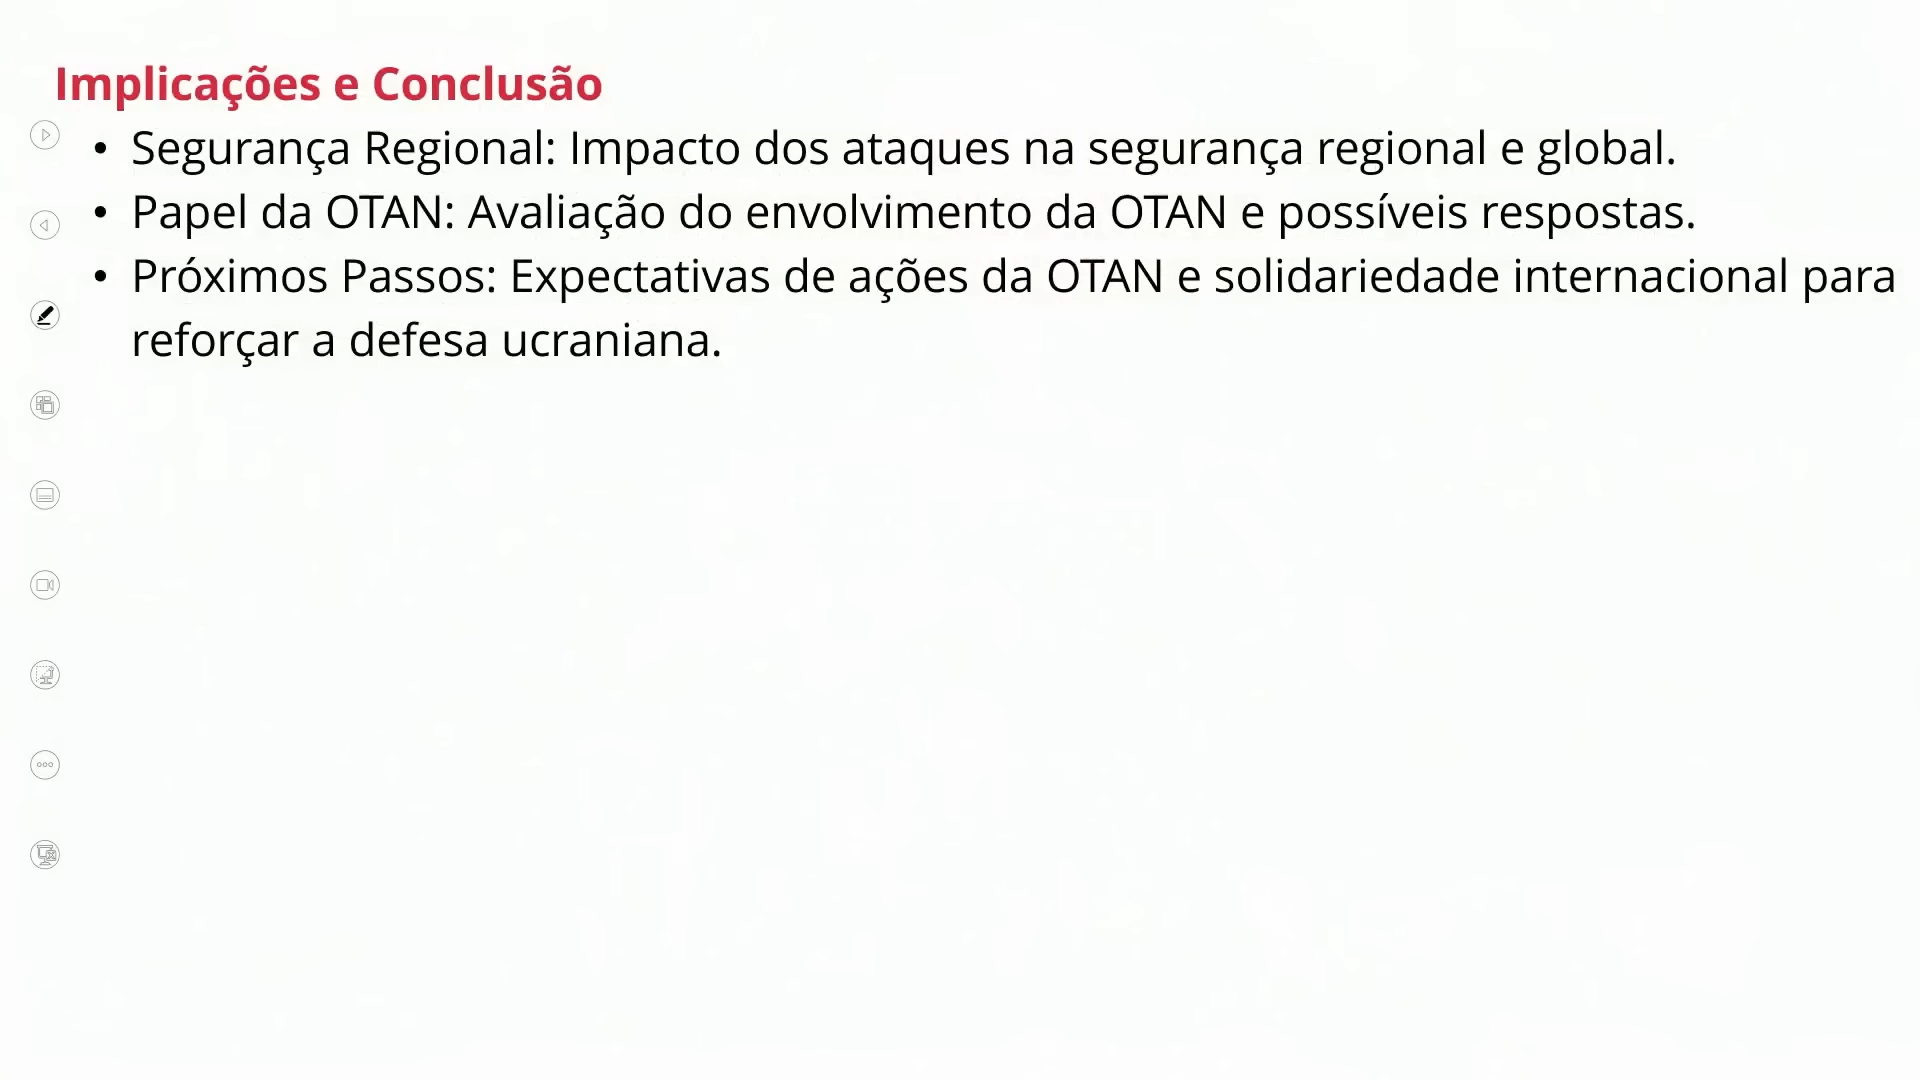 Implicações e Conclusão
• Segurança Regional: Impacto dos ataques na segurança regional e global.
• Papel da OTAN: Avaliação do envolvimento da OTAN e possíveis respostas.
• Próximos Passos: Expectativas de ações da OTAN e solidariedade internacional para
reforçar a defesa ucraniana.